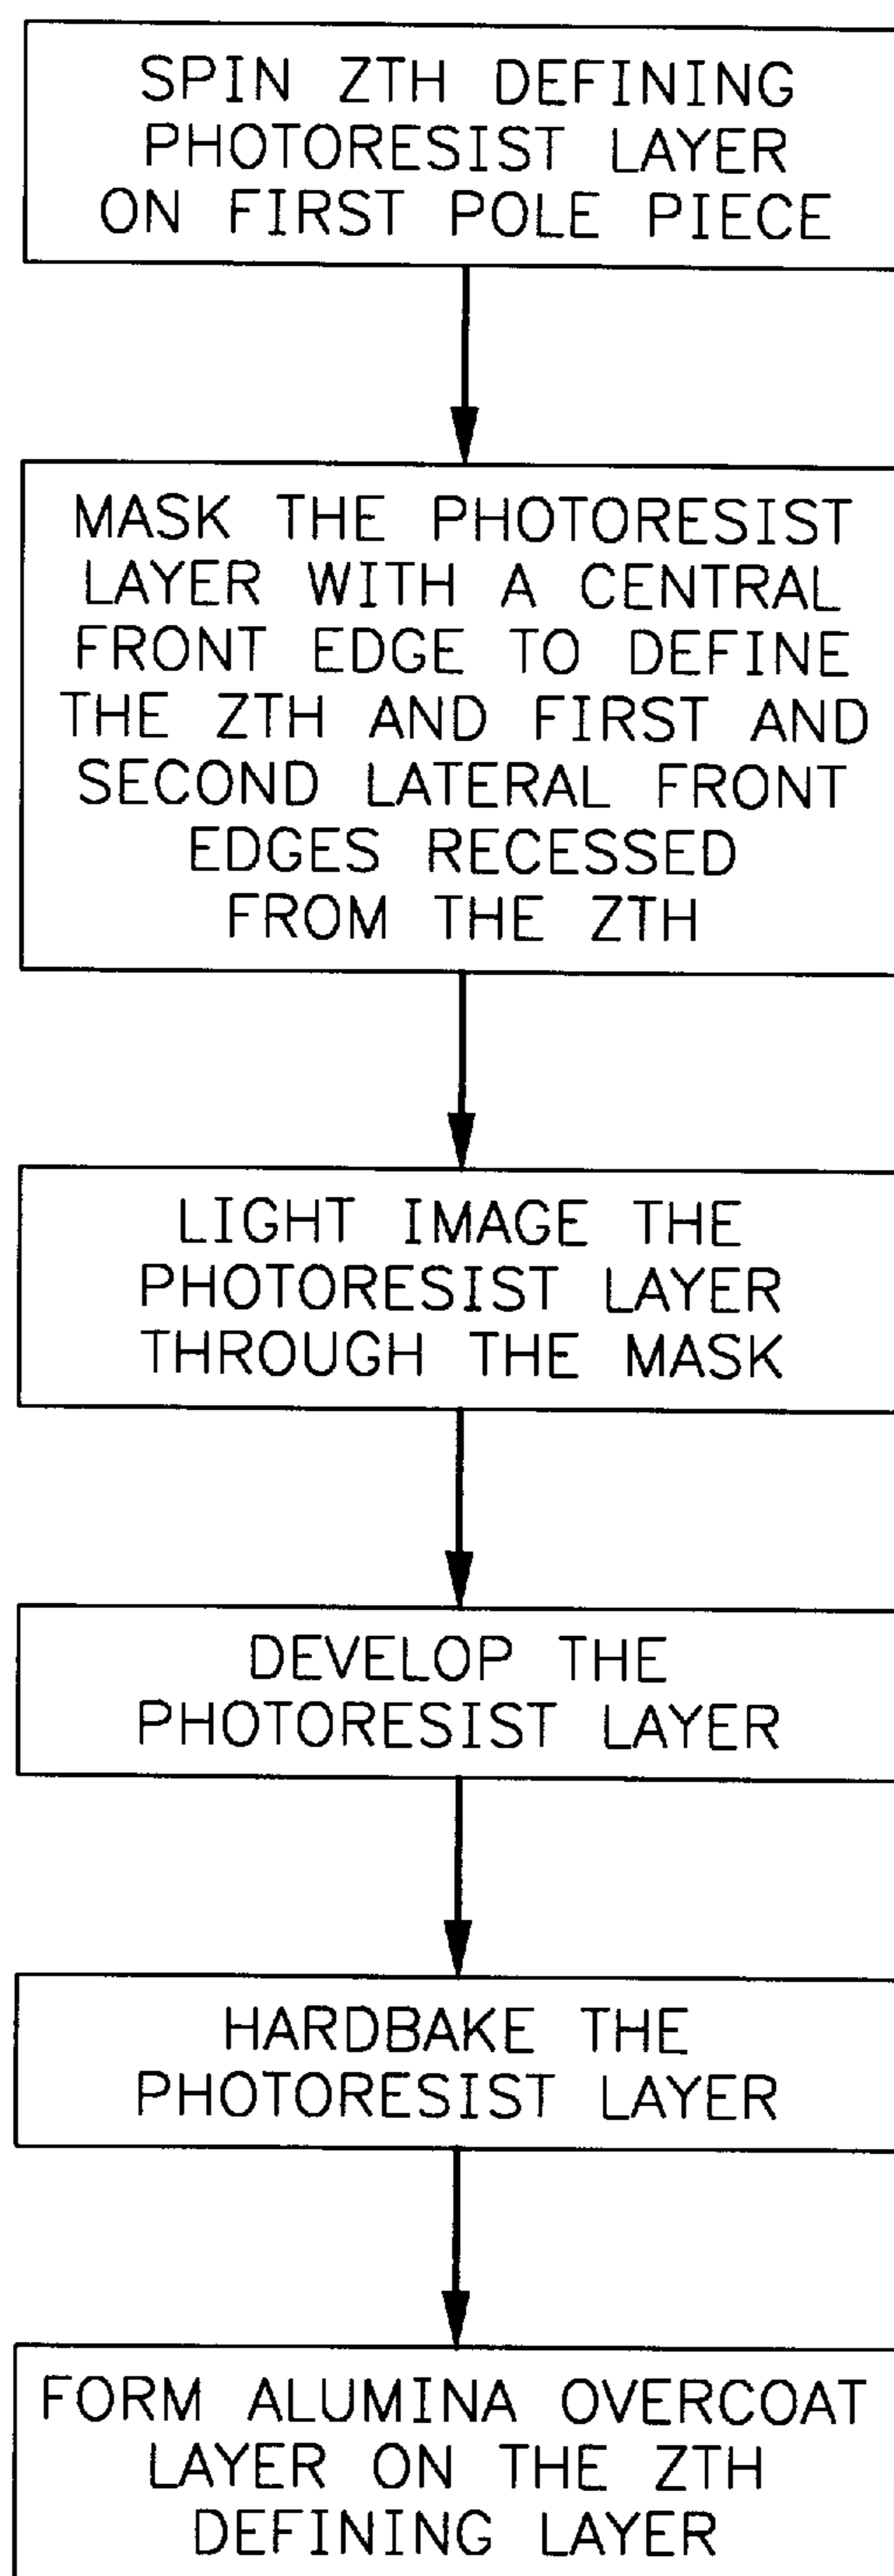 SPIN ZTH DEFINING
PHOTORESIST LAYER
ON FIRST POLE PIECE
MASK THE PHOTORESIST
LAYER WITH A CENTRAL
FRONT EDGE TO DEFINE
THE ZTH AND FIRST AND
SECOND LATERAL FRONT
EDGES RECESSED
FROM THE ZTH
LIGHT IMAGE THE
PHOTORESIST LAYER
THROUGH THE MASK
DEVELOP THE
PHOTORESIST LAYER
HARDBAKE THE
PHOTORESIST LAYER
FORM ALUMINA OVERCOAT
LAYER ON THE ZTH
DEFINING LAYER